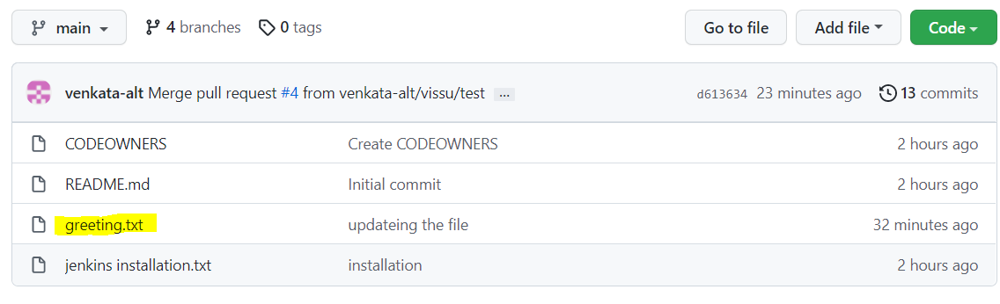 main 4 branches 0 tags Go to file Add file Code
venkata-alt Merge pull request #4 from venkata-alt/vissu/test ... d613634 23 minutes ago 13 commits
CODEOWNERS Create CODEOWNERS 2 hours ago
README.md Initial commit 2 hours ago
greeting.txt updateing the file 32 minutes ago
jenkins installation.txt installation 2 hours ago